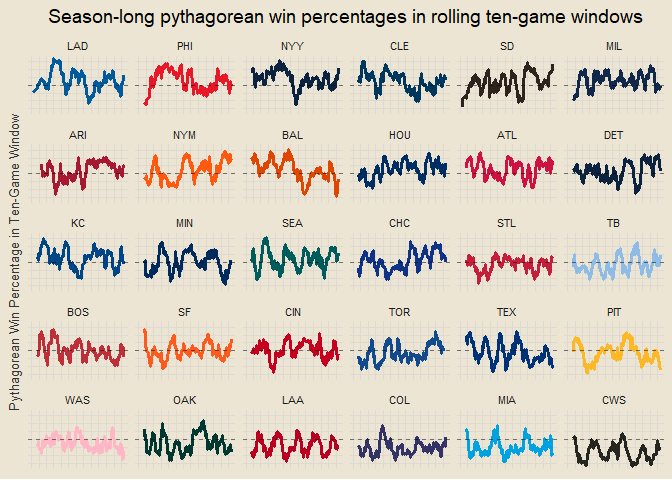 Season-long pythagorean win percentages in rolling ten-game windows
Pythagorean Win Percentage in Ten-Game Window
LAD PHI NYY CLE SD MIL
ARI NYM BAL HOU ATL DET
KC MIN SEA CHC STL TB
BOS SF CIN TOR TEX PIT
WAS OAK LAA COL MIA CWS